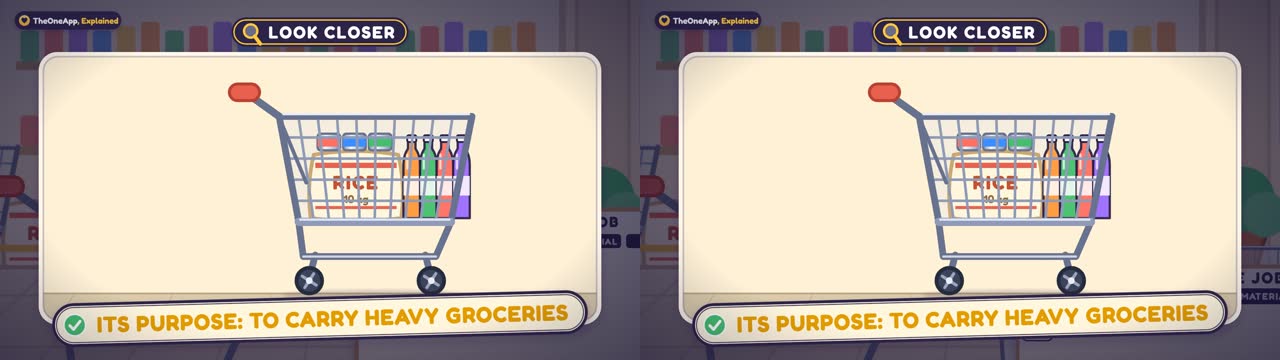 TheOneApp, Explained
LOOK CLOSER
RICE
ITS PURPOSE: TO CARRY HEAVY GROCERIES
TheOneApp, Explained
LOOK CLOSER
RICE
JOB
ITS PURPOSE: TO CARRY HEAVY GROCERIES